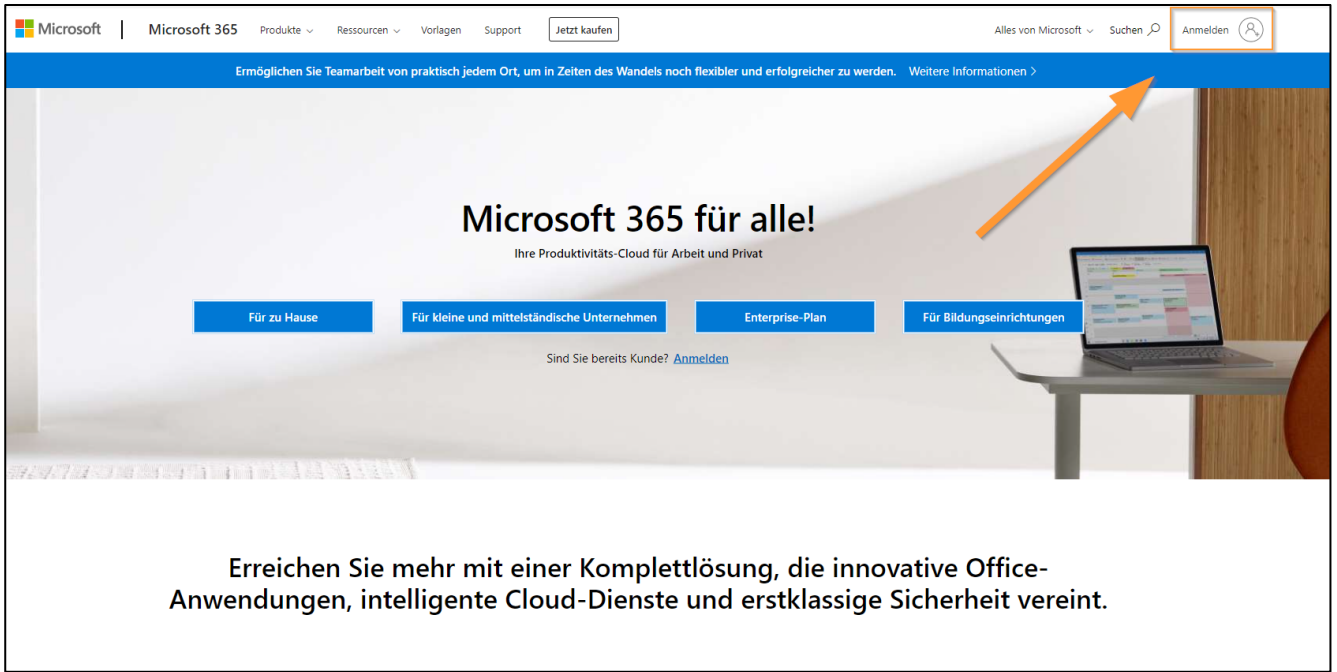 Microsoft Microsoft 365 Produkte Ressourcen Vorlagen Support Jetzt kaufen Alles von Microsoft Suchen Anmelden
Ermöglichen Sie Teamarbeit von praktisch jedem Ort, um in Zeiten des Wandels noch flexibler und erfolgreicher zu werden. Weitere Informationen >
Microsoft 365 für alle!
Ihre Produktivitäts-Cloud für Arbeit und Privat
Für zu Hause Für kleine und mittelständische Unternehmen Enterprise-Plan Für Bildungseinrichtungen
Sind Sie bereits Kunde? Anmelden
Erreichen Sie mehr mit einer Komplettlösung, die innovative Office-
Anwendungen, intelligente Cloud-Dienste und erstklassige Sicherheit vereint.